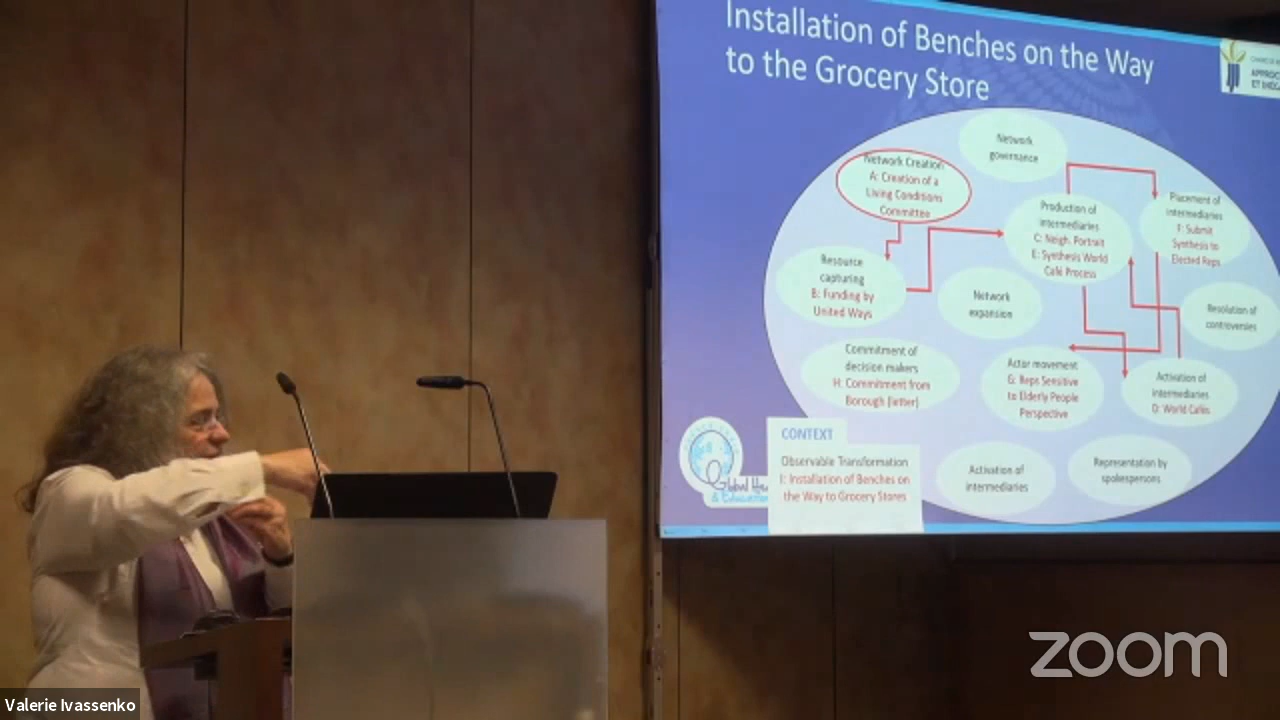 Installation of Benches on the Way
to the Grocery Store
Network
governance
Network Creation
A: Creation of a
Living Conditions
Committee
Production of
intermediaries
C: Neigh. Portrait
E: Synthesis World
Café Process
Placement of
intermediaries
F: Submit
Synthesis to
Elected Reps
Resource
capturing
B: Funding by
United Ways
Network
expansion
Resolution of
controversies
Commitment of
decision makers
H: Commitment from
Borough (letter)
Actor movement
G: Reps Sensitive
to Elderly People
Perspective
Activation of
intermediaries
D: World Cafés
CONTEXT
Observable Transformation
I: Installation of Benches on
the Way to Grocery Stores
Activation of
intermediaries
Representation by
spokespersons
Global
zoom
Valerie Ivassenko